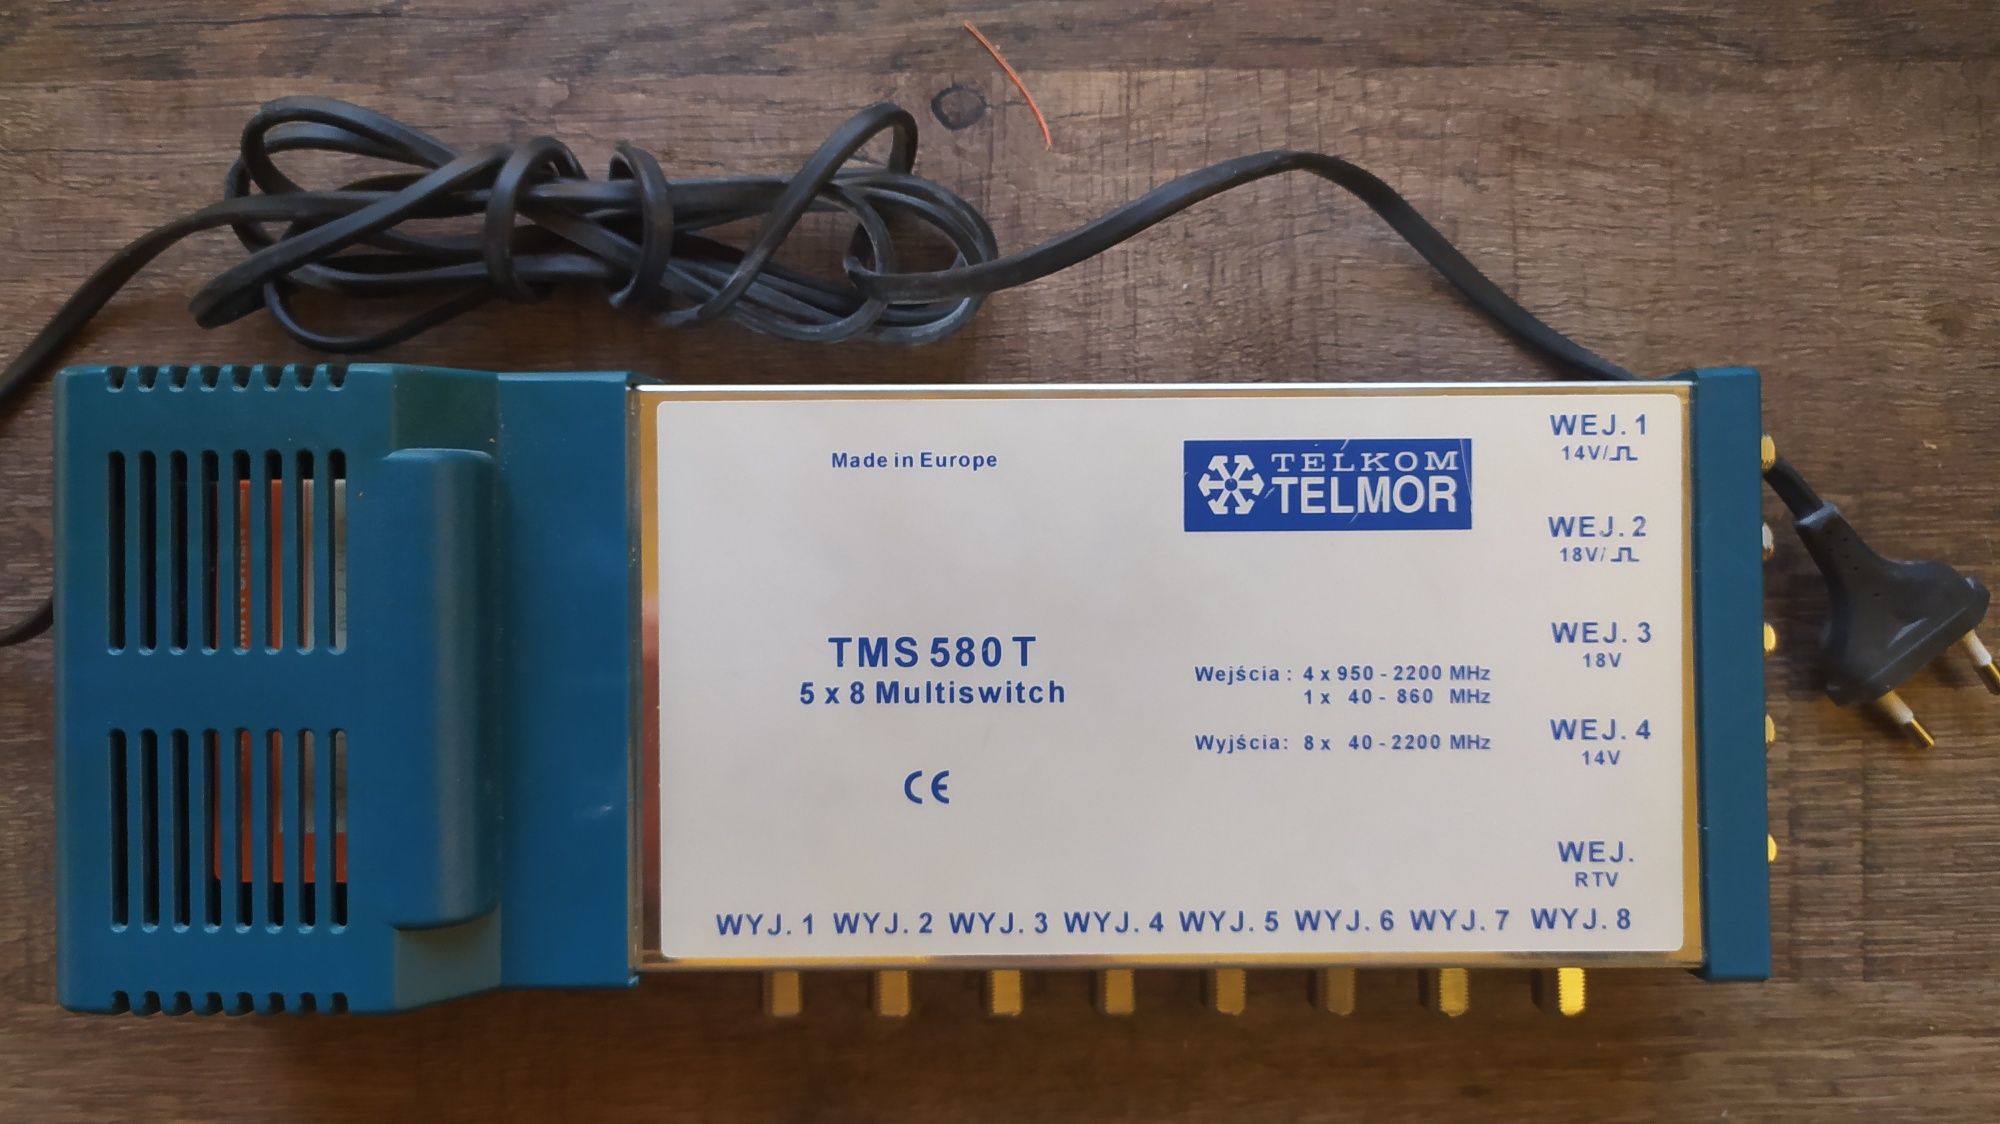 Made in Europe
TELKOM
TELMOR
WEJ. 1
14V/⎍
WEJ. 2
18V/⎍
WEJ. 3
18V
WEJ. 4
14V
WEJ.
RTV
TMS 580 T
5 x 8 Multiswitch
CE
Wejścia : 4 x 950 - 2200 MHz
1 x 40 - 860 MHz
Wyjścia: 8 x 40 - 2200 MHz
WYJ. 1 WYJ. 2 WYJ. 3 WYJ. 4 WYJ. 5 WYJ. 6 WYJ. 7 WYJ. 8